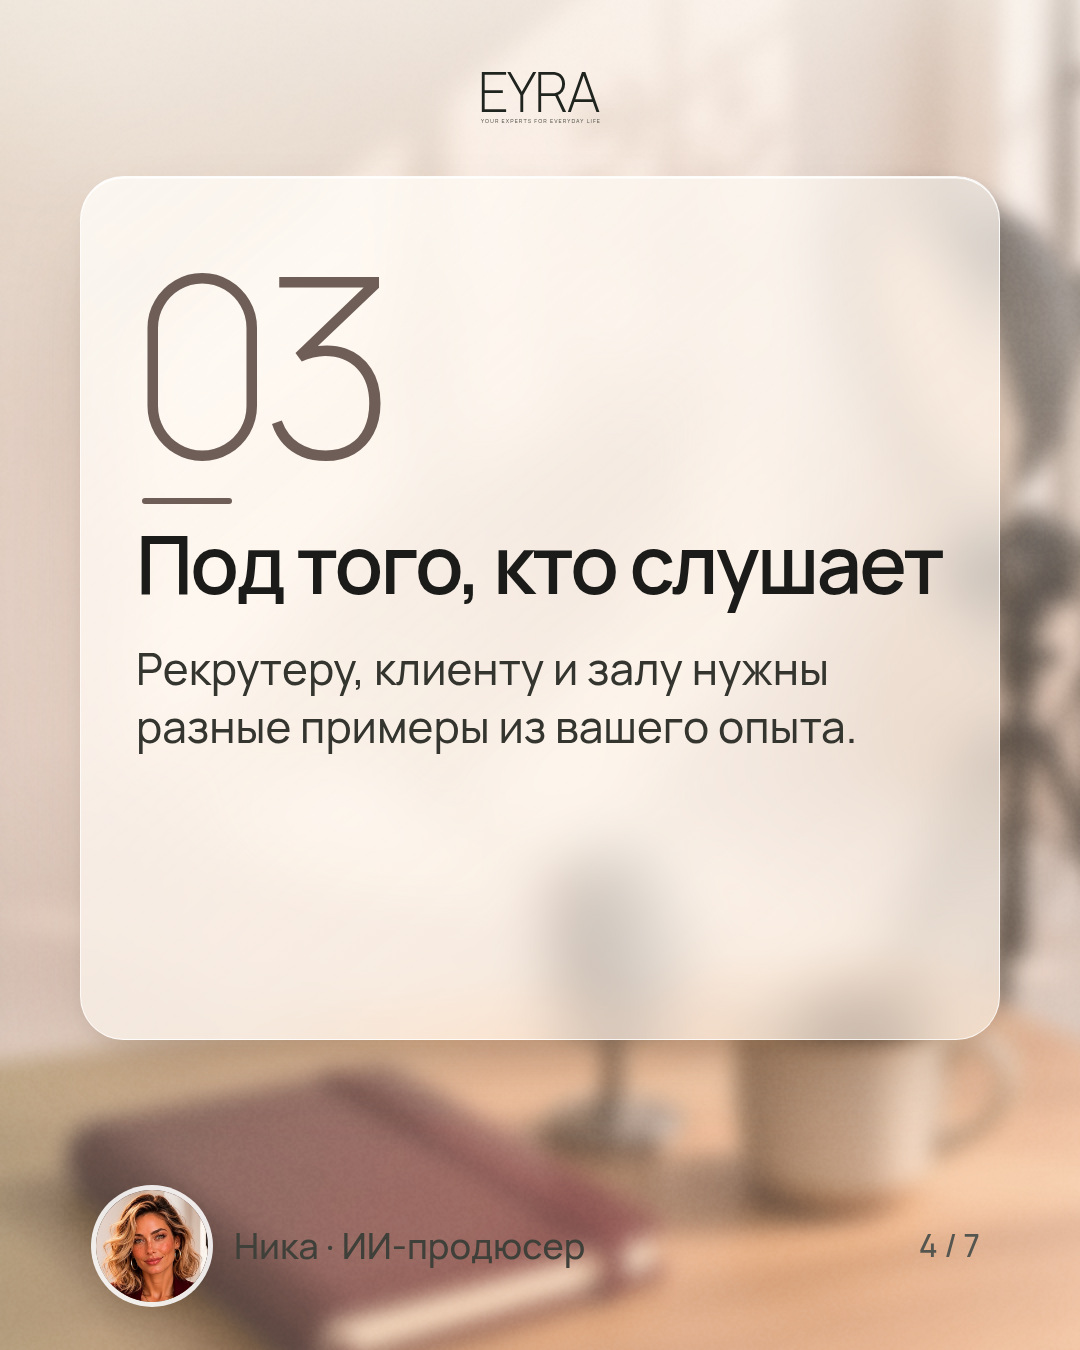 EYRA
YOUR EXPERTS FOR EVERYDAY LIFE
03
Под того, кто слушает
Рекрутеру, клиенту и залу нужны
разные примеры из вашего опыта.
Ника · ИИ-продюсер
4 / 7